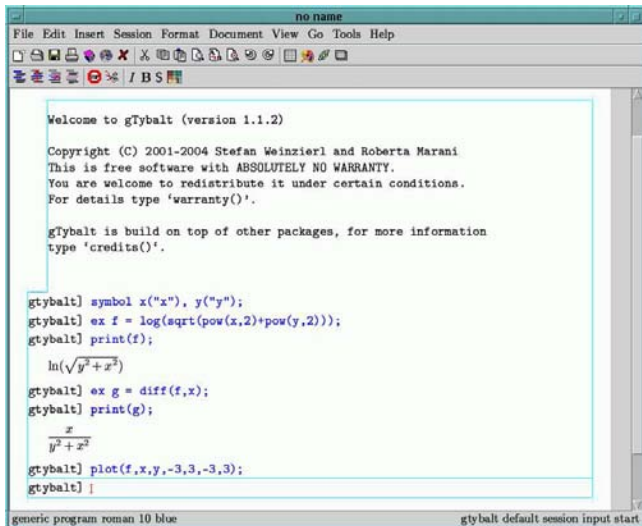 no name
File Edit Insert Session Format Document View Go Tools Help
I B S
Welcome to gTybalt (version 1.1.2)
Copyright (C) 2001-2004 Stefan Weinzierl and Roberta Marani
This is free software with ABSOLUTELY NO WARRANTY.
You are welcome to redistribute it under certain conditions.
For details type ‘warranty()’.
gTybalt is build on top of other packages, for more information
type ‘credits()’.
gtybalt] symbol x("x"), y("y");
gtybalt] ex f = log(sqrt(pow(x,2)+pow(y,2)));
gtybalt] print(f);
ln(√(y²+x²))
gtybalt] ex g = diff(f,x);
gtybalt] print(g);
x
y² + x²
gtybalt] plot(f,x,y,-3,3,-3,3);
gtybalt]
generic program roman 10 blue
gtybalt default session input start